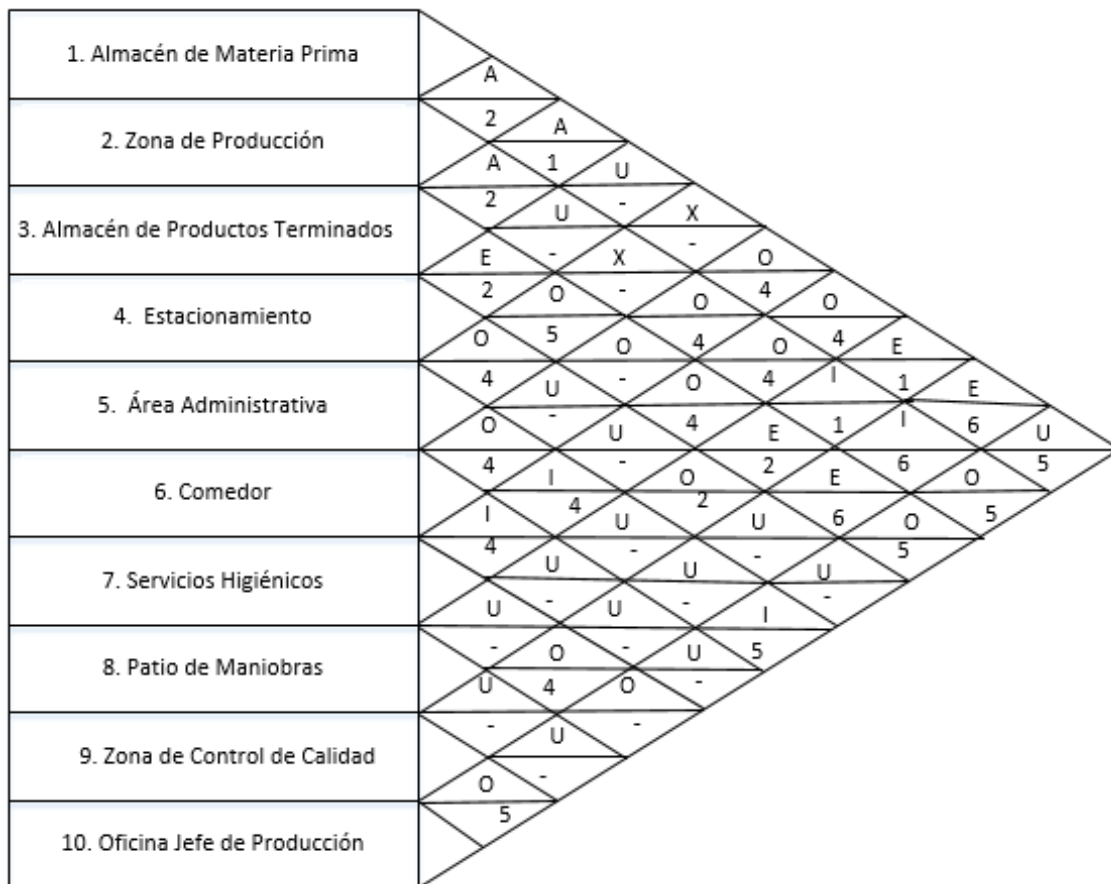 1. Almacén de Materia Prima
A
2
A
2. Zona de Producción
A 1 U
2 U - X
3. Almacén de Productos Terminados
-
E - X O
2 O - O 4 O
4. Estacionamiento
O 5 O 4 O 4 E
4 U - O 4 I 1 E
5. Área Administrativa
O - U 4 E 1 I 6 U
4 I - O 2 E 6 O 5
6. Comedor
I 4 U 2 U 6 O 5
4 U - U - U 5
7. Servicios Higiénicos
U - U - I -
- O - U 5
8. Patio de Maniobras
U 4 O -
- U -
9. Zona de Control de Calidad
O -
5
10. Oficina Jefe de Producción